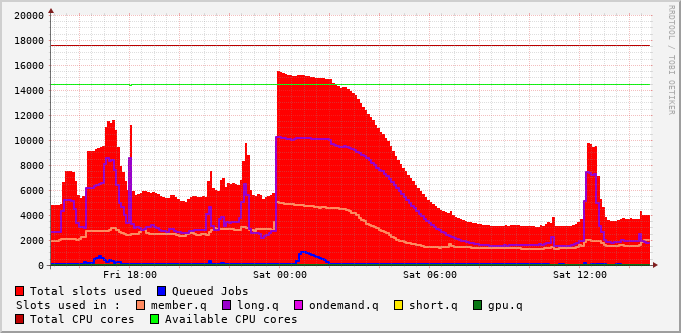 20000
18000
16000
14000
12000
10000
8000
6000
4000
2000
0
Fri 18:00 Sat 00:00 Sat 06:00 Sat 12:00
RRDTOOL / TOBI OETIKER
Total slots used Queued Jobs
Slots used in : member.q long.q ondemand.q short.q gpu.q
Total CPU cores Available CPU cores